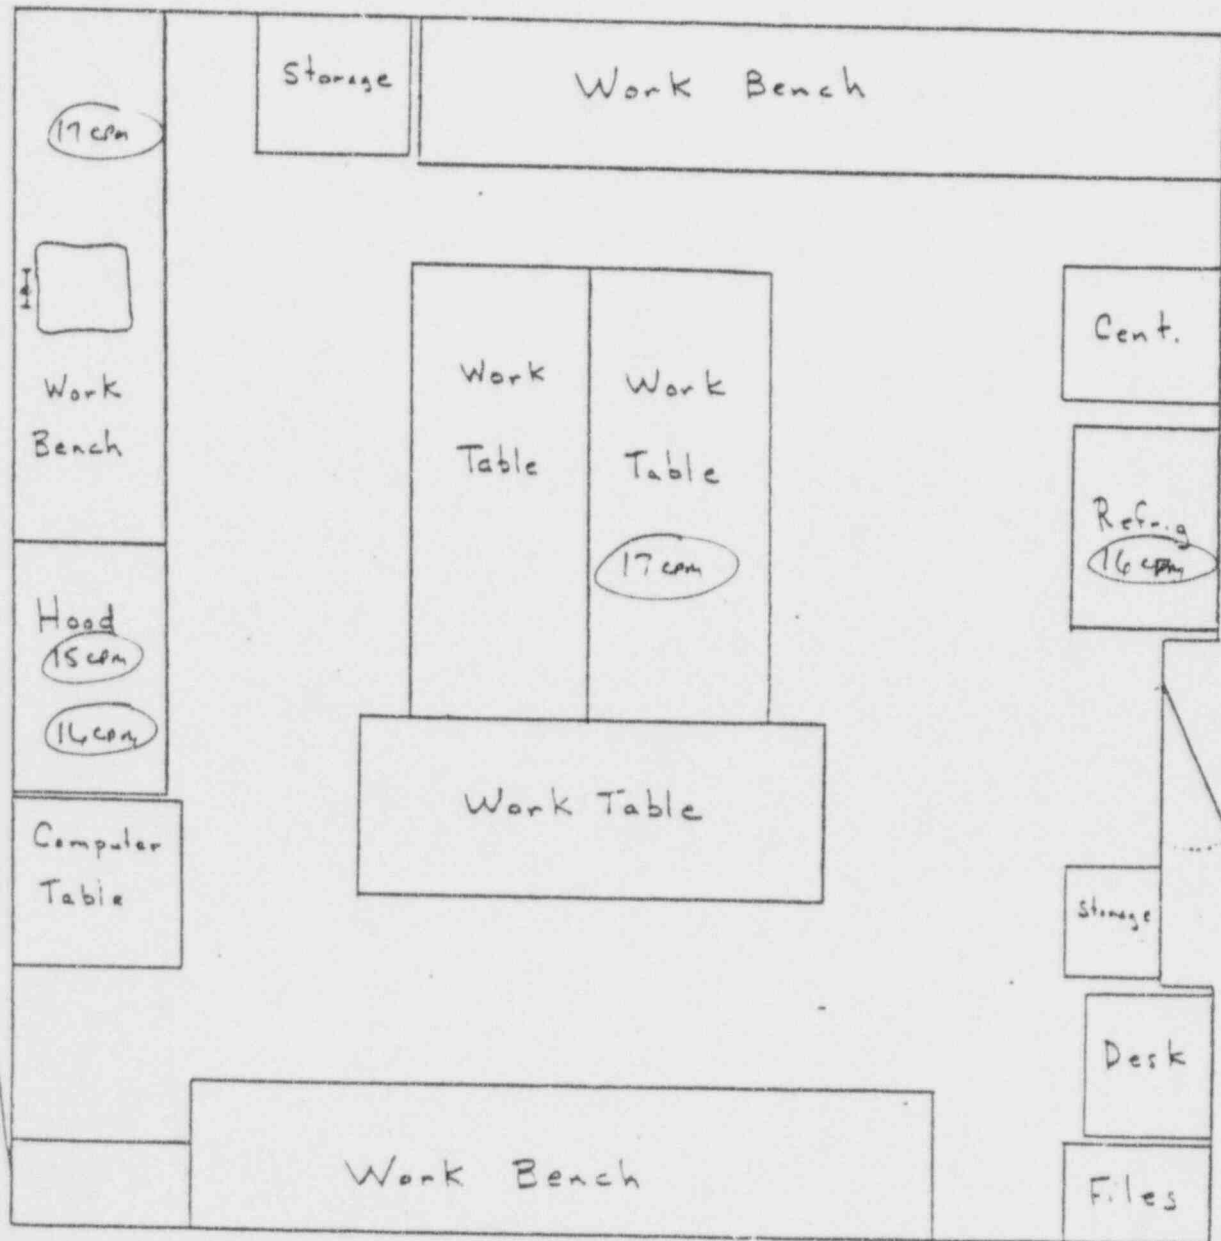 Storage
Work Bench
17 cpm
Cent.
Work
Bench
Work
Table
Work
Table
17 cpm
Refrig
16 cpm
Hood
15 cpm
16 cpm
Work Table
Computer
Table
Storage
Desk
Work Bench
Files